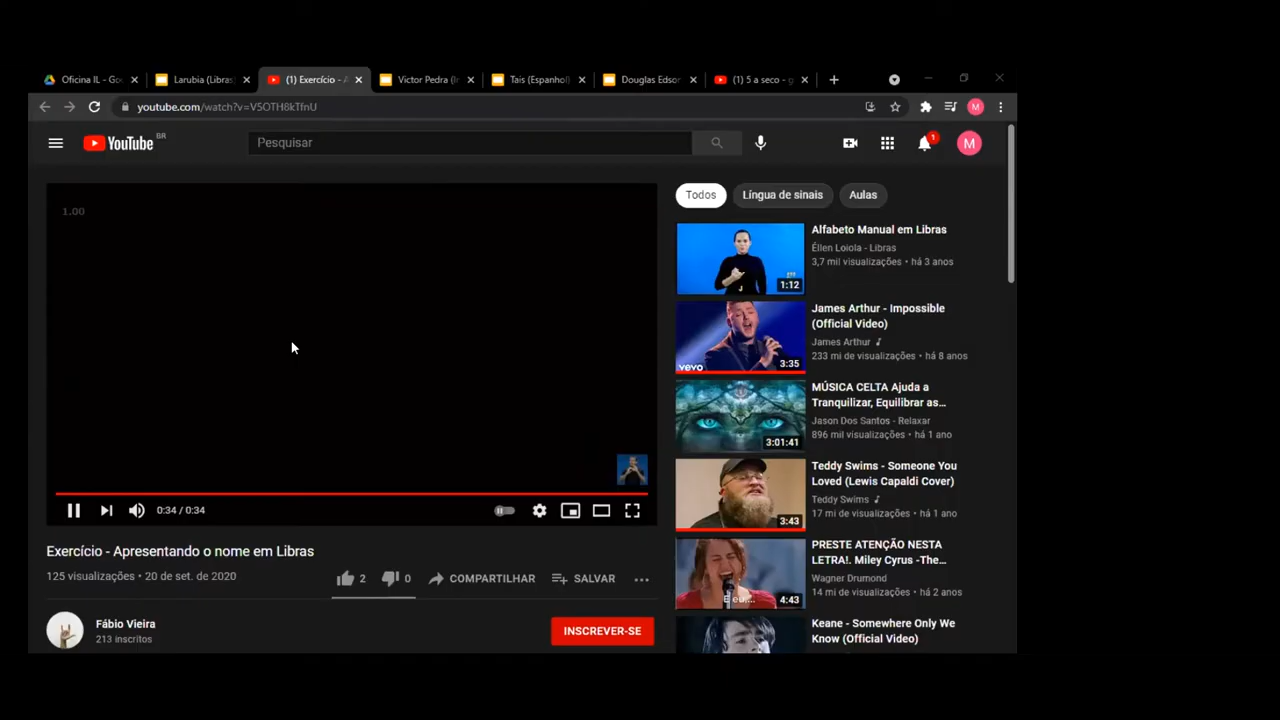 Oficina IL - Goo
Larubia (Libras)
(1) Exercício - A
Victor Pedra (In
Tais (Espanhol)
Douglas Edson
(1) 5 a seco - g
youtube.com/watch?v=V5OTH8kTfnU
M
YouTube BR
Pesquisar
1
M
1,00
Todos
Língua de sinais
Aulas
Alfabeto Manual em Libras
Éllen Loiola - Libras
3,7 mil visualizações • há 3 anos
1:12
James Arthur - Impossible
(Official Video)
James Arthur
233 mi de visualizações • há 8 anos
vevo
3:35
MÚSICA CELTA Ajuda a
Tranquilizar, Equilibrar as...
Jason Dos Santos - Relaxar
896 mil visualizações • há 1 ano
3:01:41
Teddy Swims - Someone You
Loved (Lewis Capaldi Cover)
Teddy Swims
17 mi de visualizações • há 1 ano
3:43
PRESTE ATENÇÃO NESTA
LETRA!. Miley Cyrus -The...
Wagner Drumond
14 mi de visualizações • há 2 anos
4:43
Keane - Somewhere Only We
Know (Official Video)
0:34 / 0:34
Exercício - Apresentando o nome em Libras
125 visualizações • 20 de set. de 2020
2
0
COMPARTILHAR
SALVAR
Fábio Vieira
213 inscritos
INSCREVER-SE